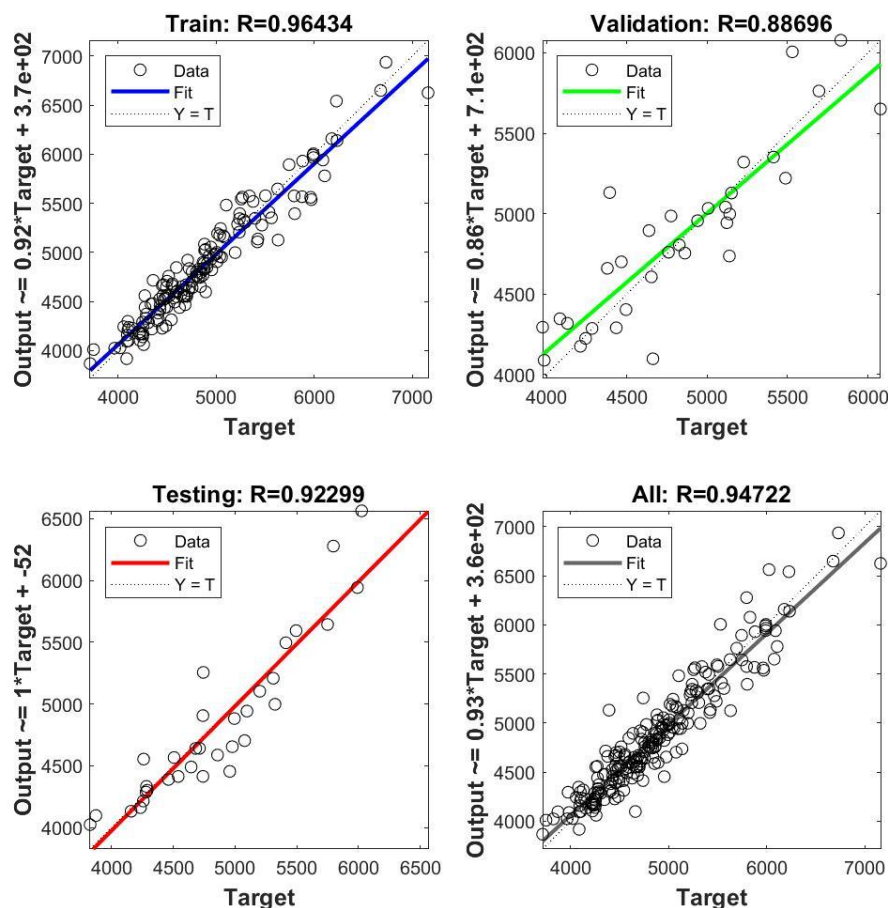 Train: R=0.96434
Output ~= 0.92*Target + 3.7e+02
7000
6500
6000
5500
5000
4500
4000
Data
Fit
Y = T
4000 5000 6000 7000
Target
Validation: R=0.88696
Output ~= 0.86*Target + 7.1e+02
6000
5500
5000
4500
4000
Data
Fit
Y = T
4000 4500 5000 5500 6000
Target
Testing: R=0.92299
Output ~= 1*Target + -52
6500
6000
5500
5000
4500
4000
Data
Fit
Y = T
4000 4500 5000 5500 6000 6500
Target
All: R=0.94722
Output ~= 0.93*Target + 3.6e+02
7000
6500
6000
5500
5000
4500
4000
Data
Fit
Y = T
4000 5000 6000 7000
Target